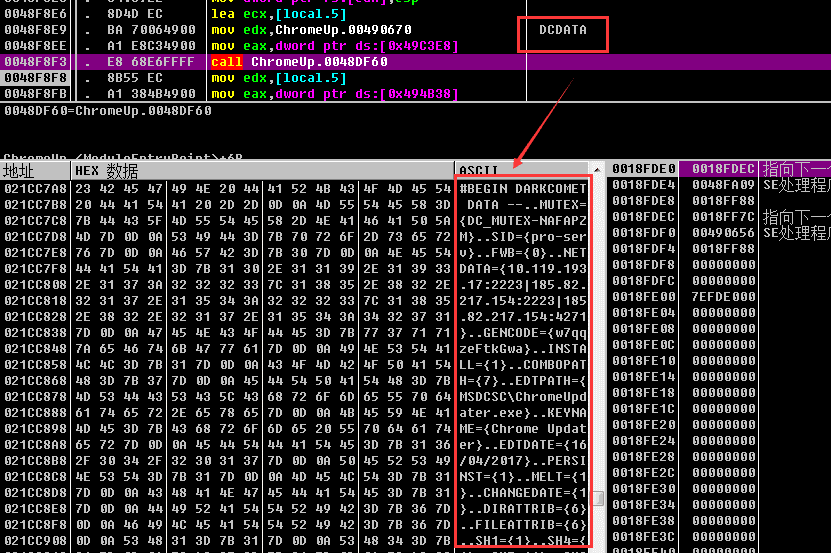 0048F8E6 . 8D4D EC lea ecx,[local.5]
0048F8E9 . BA 70064900 mov edx,ChromeUp.00490670 DCDATA
0048F8EE . A1 E8C34900 mov eax,dword ptr ds:[0x49C3E8]
0048F8F3 . E8 68E6FFFF call ChromeUp.0048DF60
0048F8F8 . 8B55 EC mov edx,[local.5]
0048F8FB . A1 384B4900 mov eax,dword ptr ds:[0x494B38]
0048DF60=ChromeUp.0048DF60
地址 HEX 数据 ASCII
021CC7A8 23 42 45 47 49 4E 20 44 41 52 4B 43 4F 4D 45 54 #BEGIN DARKCOMET
021CC7B8 20 44 41 54 41 20 2D 2D 0D 0A 4D 55 54 45 58 3D DATA --..MUTEX=
021CC7C8 7B 44 43 5F 4D 55 54 45 58 2D 4E 41 46 41 50 5A {DC_MUTEX-NAFAPZ
021CC7D8 4D 7D 0D 0A 53 49 44 3D 7B 70 72 6F 2D 73 65 72 M}..SID={pro-ser
021CC7E8 76 7D 0D 0A 46 57 42 3D 7B 30 7D 0D 0A 4E 45 54 v}..FWB={0}..NET
021CC7F8 44 41 54 41 3D 7B 31 30 2E 31 31 39 2E 31 39 33 DATA={10.119.193
021CC808 2E 31 37 3A 32 32 32 33 7C 31 38 35 2E 38 32 2E .17:2223|185.82.
021CC818 32 31 37 2E 31 35 34 3A 32 32 32 33 7C 31 38 35 217.154:2223|185
021CC828 2E 38 32 2E 32 31 37 2E 31 35 34 3A 34 32 37 31 .82.217.154:4271
021CC838 7D 0D 0A 47 45 4E 43 4F 44 45 3D 7B 77 37 71 71 }..GENCODE={w7qq
021CC848 7A 65 46 74 6B 47 77 61 7D 0D 0A 49 4E 53 54 41 zeFtkGwa}..INSTA
021CC858 4C 4C 3D 7B 31 7D 0D 0A 43 4F 4D 42 4F 50 41 54 LL={1}..COMBOPAT
021CC868 48 3D 7B 37 7D 0D 0A 45 44 54 50 41 54 48 3D 7B H={7}..EDTPATH={
021CC878 4D 53 44 43 53 43 5C 43 68 72 6F 6D 65 55 70 64 MSDCSC\ChromeUpd
021CC888 61 74 65 72 2E 65 78 65 7D 0D 0A 4B 45 59 4E 41 ater.exe}..KEYNA
021CC898 4D 45 3D 7B 43 68 72 6F 6D 65 20 55 70 64 61 74 ME={Chrome Updat
021CC8A8 65 72 7D 0D 0A 45 44 54 44 41 54 45 3D 7B 31 36 er}..EDTDATE={16
021CC8B8 2F 30 34 2F 32 30 31 37 7D 0D 0A 50 45 52 53 49 /04/2017}..PERSI
021CC8C8 4E 53 54 3D 7B 31 7D 0D 0A 4D 45 4C 54 3D 7B 31 NST={1}..MELT={1
021CC8D8 7D 0D 0A 43 48 41 4E 47 45 44 41 54 45 3D 7B 31 }..CHANGEDATE={1
021CC8E8 7D 0D 0A 44 49 52 41 54 54 52 49 42 3D 7B 36 7D }..DIRATTRIB={6}
021CC8F8 0D 0A 46 49 4C 45 41 54 54 52 49 42 3D 7B 36 7D ..FILEATTRIB={6}
021CC908 0D 0A 53 48 31 3D 7B 31 7D 0D 0A 53 48 34 3D 7B ..SH1={1}..SH4={
0018FDE0 0018FDEC 指向下一个
0018FDE4 0048FA09 SE处理程序
0018FDE8 0018FF88
0018FDEC 0018FF7C 指向下一个
0018FDF0 00490656 SE处理程序
0018FDF4 0018FF88
0018FDF8 00000000
0018FDFC 00000000
0018FE00 7EFDE000
0018FE04 00000000
0018FE08 00000000
0018FE0C 00000000
0018FE10 00000000
0018FE14 00000000
0018FE18 00000000
0018FE1C 00000000
0018FE20 00000000
0018FE24 00000000
0018FE28 00000000
0018FE2C 00000000
0018FE30 00000000
0018FE34 00000000
0018FE38 00000000
0018FE3C 00000000